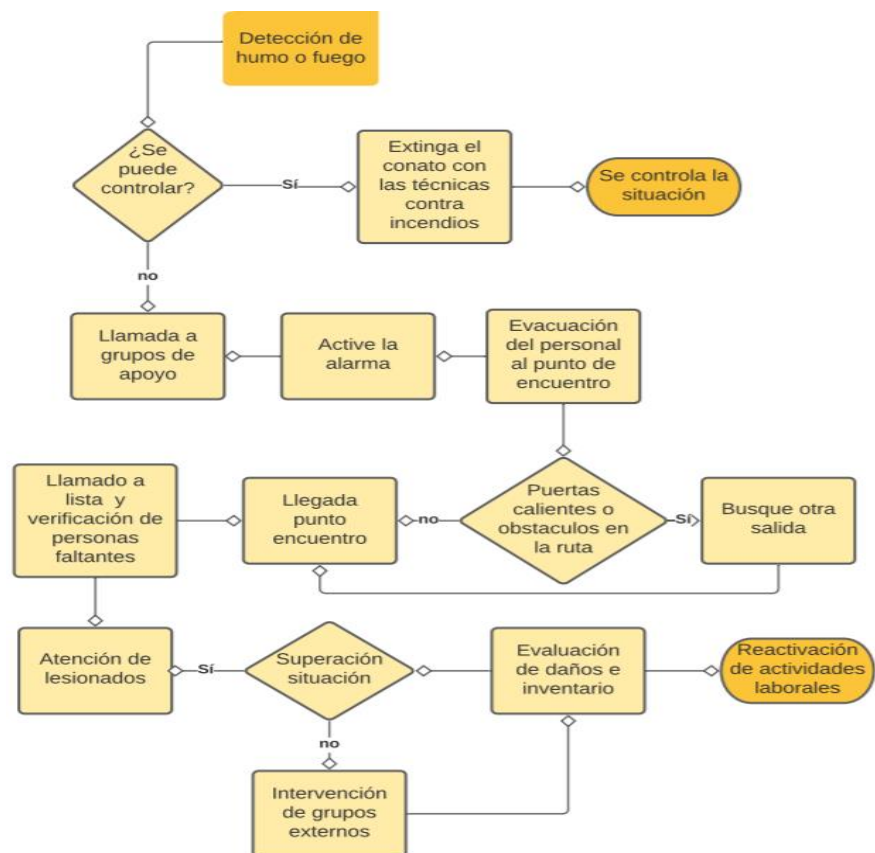 Detección de
humo o fuego
¿Se
puede
controlar?
Sí
Extinga el
conato con
las técnicas
contra
incendios
Se controla la
situación
no
Llamada a
grupos de
apoyo
Active la
alarma
Evacuación
del personal
al punto de
encuentro
Puertas
calientes o
obstaculos en
la ruta
Sí
Busque otra
salida
no
Llegada
punto
encuentro
Llamado a
lista y
verificación de
personas
faltantes
Atención de
lesionados
Sí
Superación
situación
Evaluación
de daños e
inventario
Reactivación
de actividades
laborales
no
Intervención
de grupos
externos